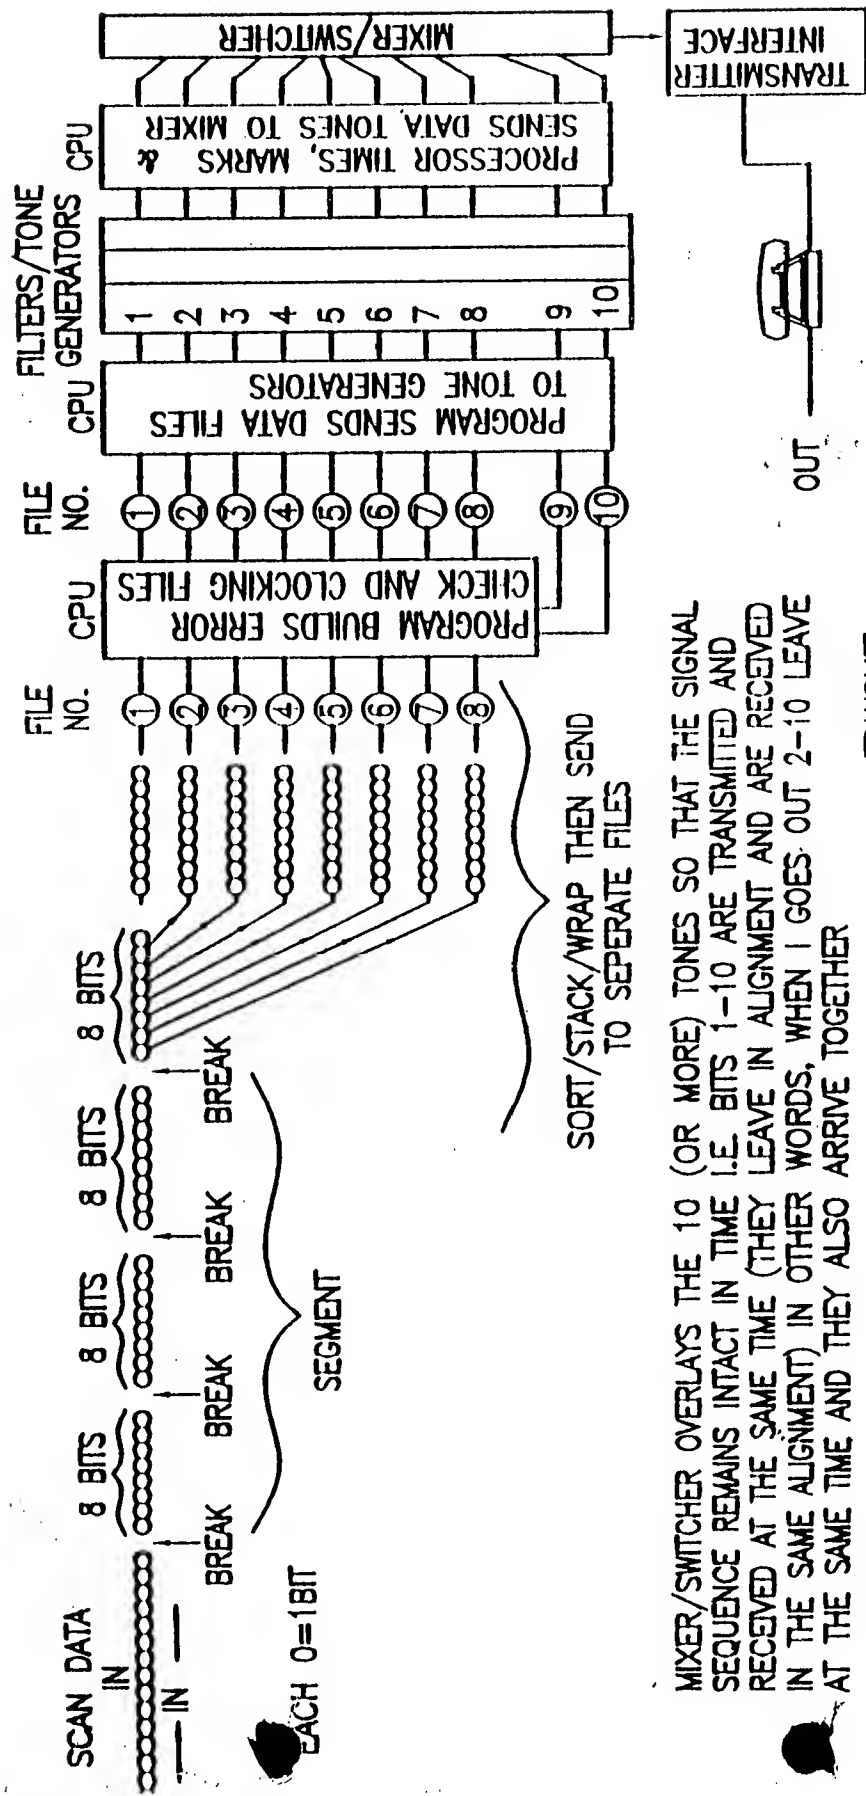 SCAN DATA
IN
IN
EACH 0=1BIT
8 BITS
8 BITS
8 BITS
8 BITS
BREAK
BREAK
BREAK
BREAK
SEGMENT
SORT/STACK/WRAP THEN SEND
TO SEPERATE FILES
FILE
NO.
1
2
3
4
5
6
7
8
CPU
PROGRAM BUILDS ERROR
CHECK AND CLOCKING FILES
FILE
NO.
1
2
3
4
5
6
7
8
9
10
CPU
PROGRAM SENDS DATA FILES
TO TONE GENERATORS
FILTERS/TONE
GENERATORS
1
2
3
4
5
6
7
8
9
10
CPU
PROCESSOR TIMES, MARKS &
SENDS DATA TONES TO MIXER
MIXER/SWITCHER
TRANSMITTER
INTERFACE
OUT
MIXER/SWITCHER OVERLAYS THE 10 (OR MORE) TONES SO THAT THE SIGNAL
SEQUENCE REMAINS INTACT IN TIME I.E. BITS 1-10 ARE TRANSMITTED AND
RECEIVED AT THE SAME TIME (THEY LEAVE IN ALIGNMENT AND ARE RECEIVED
IN THE SAME ALIGNMENT) IN OTHER WORDS, WHEN 1 GOES OUT 2-10 LEAVE
AT THE SAME TIME AND THEY ALSO ARRIVE TOGETHER